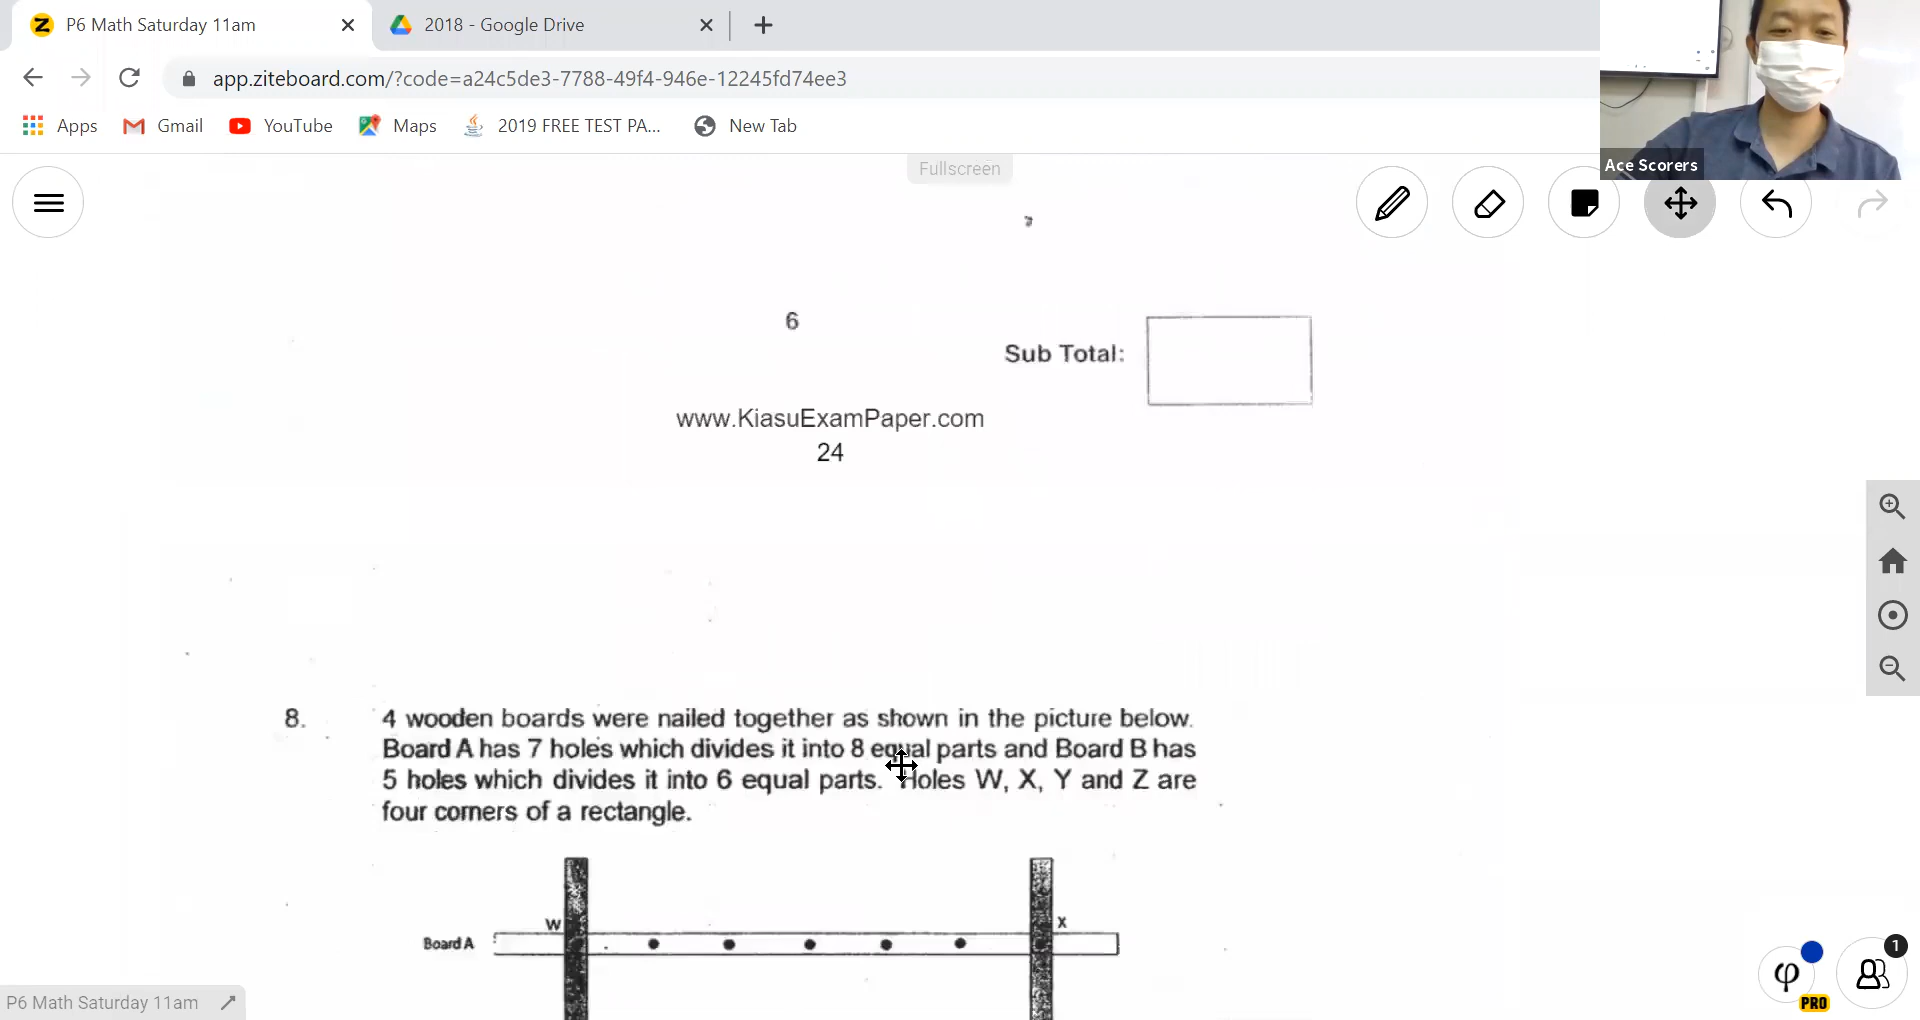 P6 Math Saturday 11am
2018 - Google Drive
app.ziteboard.com/?code=a24c5de3-7788-49f4-946e-12245fd74ee3
Apps
Gmail
YouTube
Maps
2019 FREE TEST PA...
New Tab
Ace Scorers
Fullscreen
6
Sub Total:
www.KiasuExamPaper.com
24
8. 4 wooden boards were nailed together as shown in the picture below.
Board A has 7 holes which divides it into 8 equal parts and Board B has
5 holes which divides it into 6 equal parts. Holes W, X, Y and Z are
four corners of a rectangle.
W
X
Board A
1
φ
PRO
P6 Math Saturday 11am